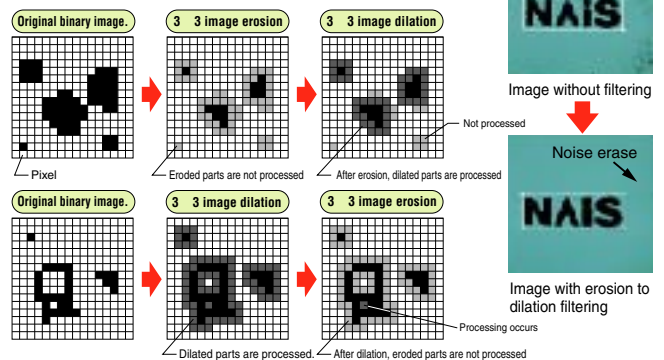 Original binary image.
3 3 image erosion
3 3 image dilation
NAIS
Image without filtering
Not processed
Pixel
Eroded parts are not processed
After erosion, dilated parts are processed
Noise erase
Original binary image.
3 3 image dilation
3 3 image erosion
NAIS
Image with erosion to
dilation filtering
Processing occurs
Dilated parts are processed.
After dilation, eroded parts are not processed